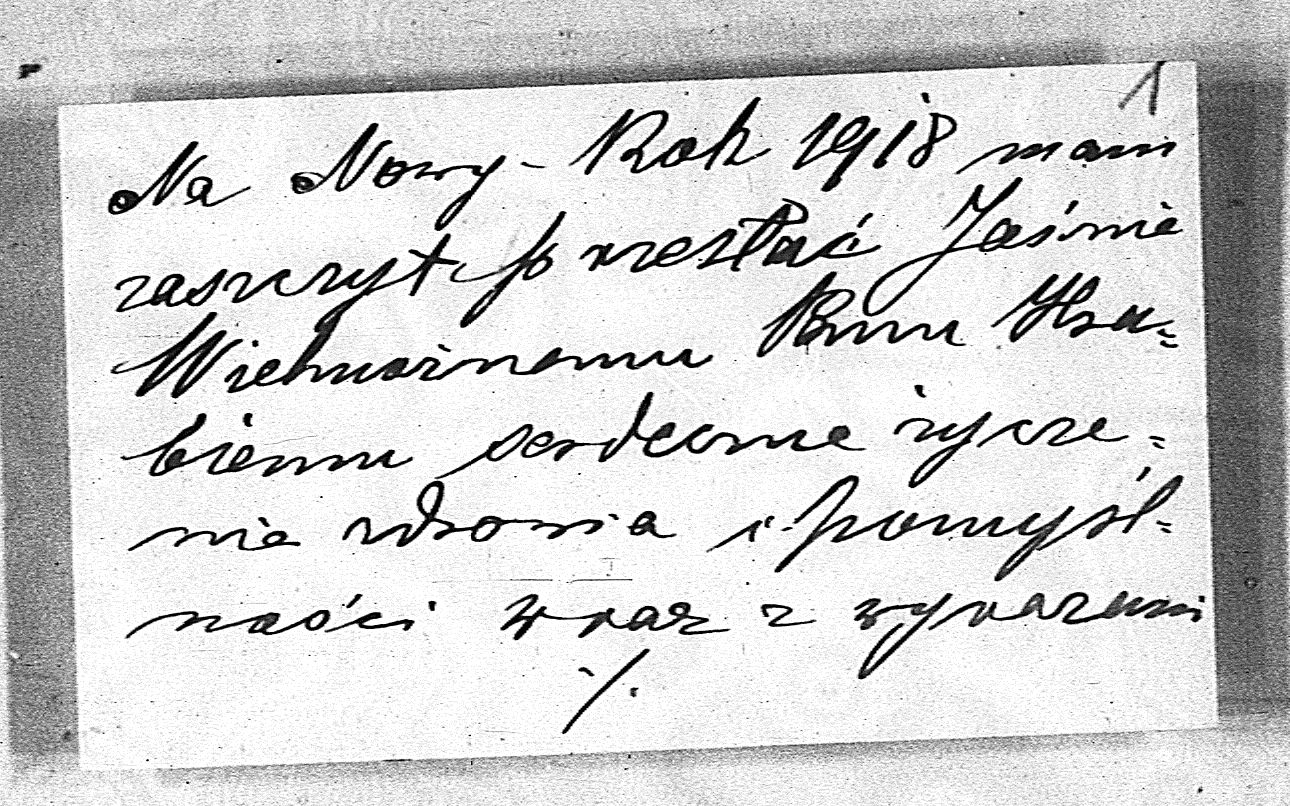 1
Na Nowy-Rok 1918 mam
zaszczyt przesłać Jaśnie
Wielmożnemu Panu Hra=
biemu serdeczne życze=
nie zdrowia i pomyśl=
ności wraz z wyrazami
./.